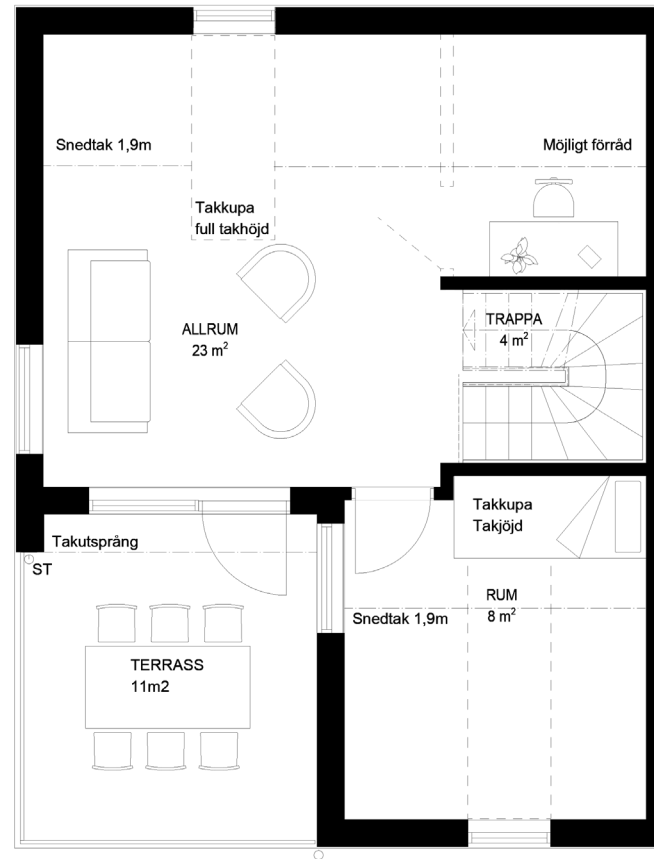 Snedtak 1,9m
Möjligt förråd
Takkupa
full takhöjd
TRAPPA
4 m²
ALLRUM
23 m²
Takkupa
Takjöjd
Takutsprång
ST
RUM
8 m²
Snedtak 1,9m
TERRASS
11m2